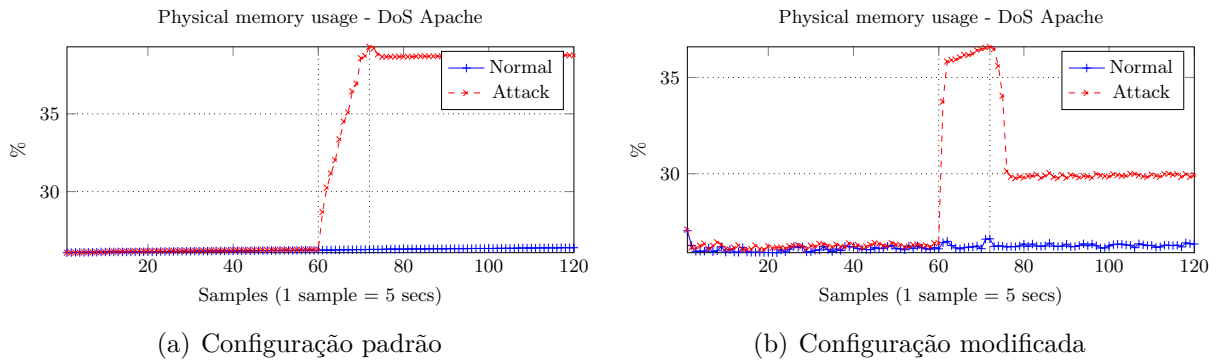 Physical memory usage - DoS Apache
Normal
Attack
35
30
%
20
40
60
80
100
120
Samples (1 sample = 5 secs)
(a) Configuração padrão
Physical memory usage - DoS Apache
Normal
Attack
35
30
%
20
40
60
80
100
120
Samples (1 sample = 5 secs)
(b) Configuração modificada